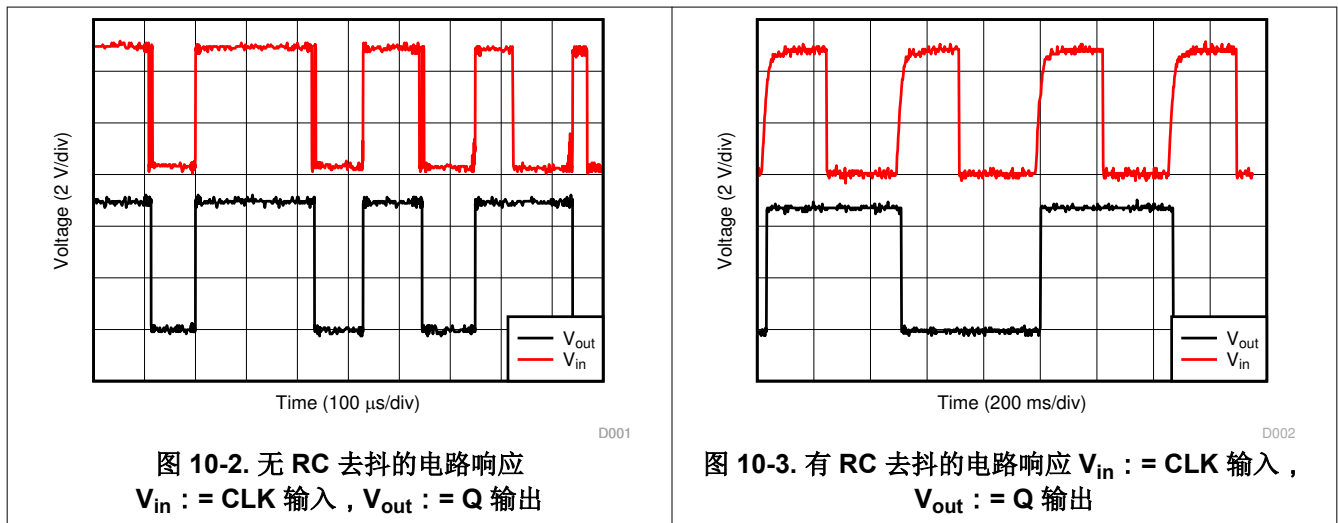 Voltage (2 V/div)
Vout
Vin
Time (100 μs/div)
D001
图 10-2. 无 RC 去抖的电路响应
Vin：= CLK 输入，Vout：= Q 输出
Voltage (2 V/div)
Vout
Vin
Time (200 ms/div)
D002
图 10-3. 有 RC 去抖的电路响应 Vin：= CLK 输入，
Vout：= Q 输出